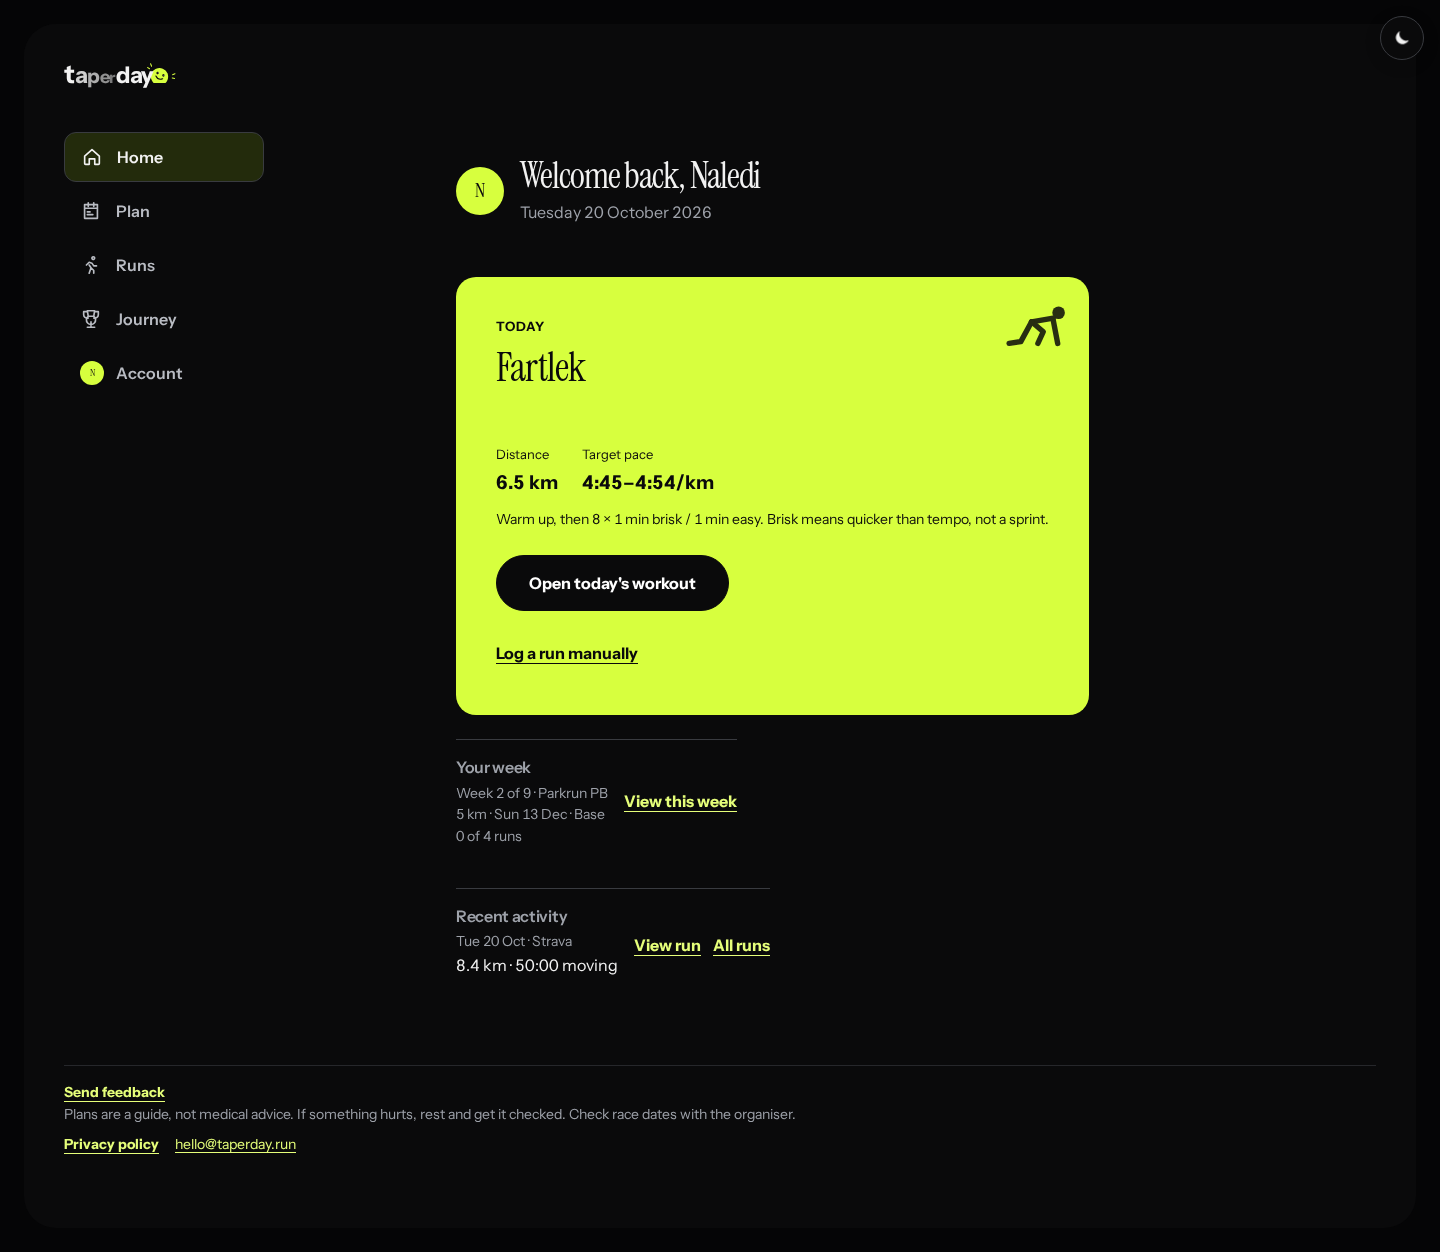 taperday
Home
Plan
Runs
Journey
N
Account
N
Welcome back, Naledi
Tuesday 20 October 2026
TODAY
Fartlek
Distance
Target pace
6.5 km
4:45–4:54/km
Warm up, then 8 × 1 min brisk / 1 min easy. Brisk means quicker than tempo, not a sprint.
Open today's workout
Log a run manually
Your week
Week 2 of 9 · Parkrun PB
5 km · Sun 13 Dec · Base
0 of 4 runs
View this week
Recent activity
Tue 20 Oct · Strava
8.4 km · 50:00 moving
View run
All runs
Send feedback
Plans are a guide, not medical advice. If something hurts, rest and get it checked. Check race dates with the organiser.
Privacy policy
hello@taperday.run